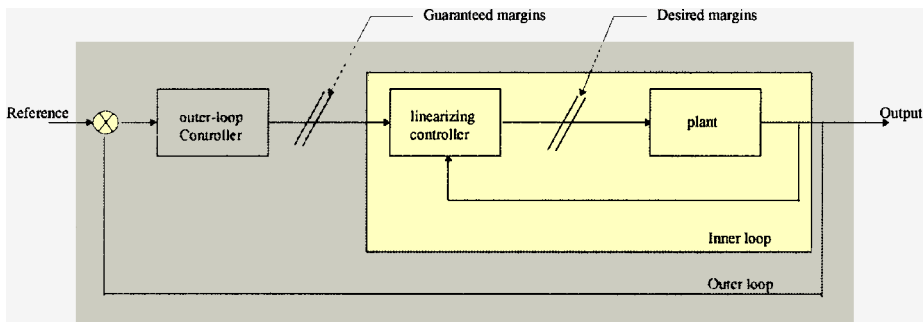 Guaranteed margins
Desired margins
Reference
outer-loop
Controller
linearizing
controller
plant
Output
Inner loop
Outer loop